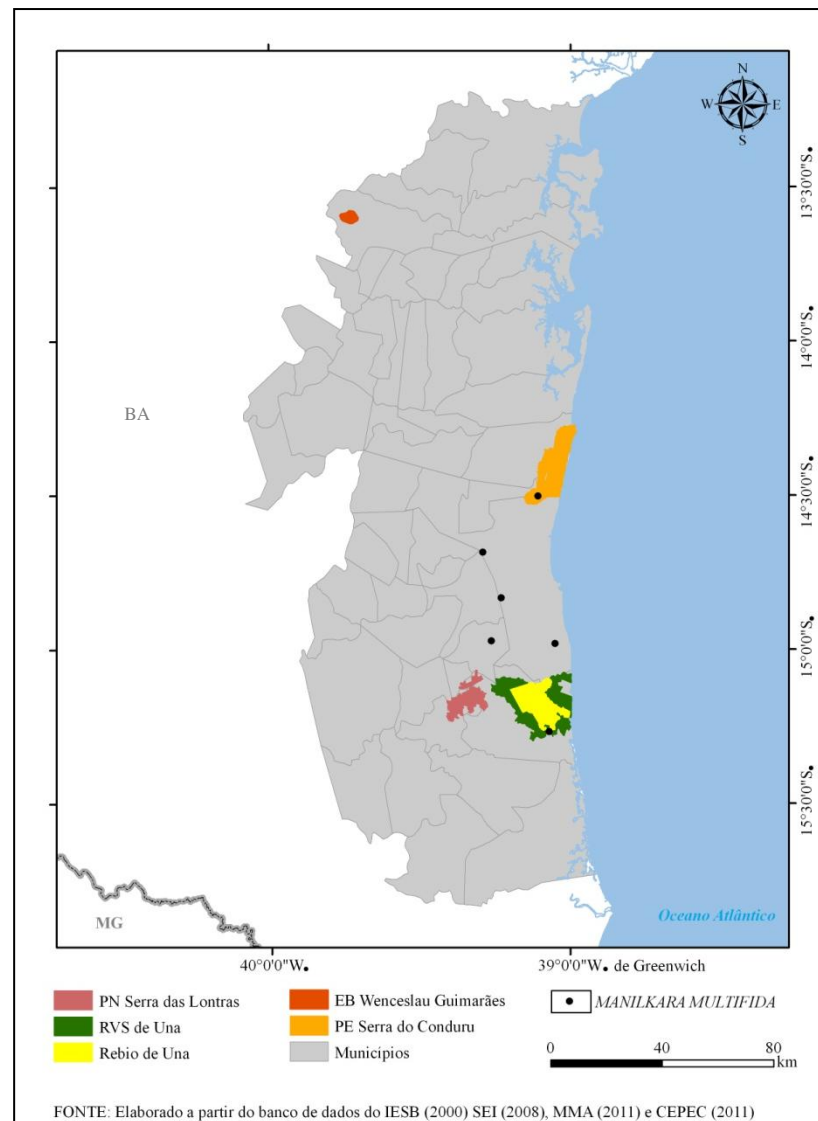 N
W E
S
13°30'0"S.
14°0'0"S.
14°30'0"S.
15°0'0"S.
15°30'0"S.
BA
MG
Oceano Atlântico
40°0'0"W. 39°0'0"W. de Greenwich
PN Serra das Lontras EB Wenceslau Guimarães MANILKARA MULTIFIDA
RVS de Una PE Serra do Conduru
Rebio de Una Municípios 0 40 80
km
FONTE: Elaborado a partir do banco de dados do IESB (2000) SEI (2008), MMA (2011) e CEPEC (2011)